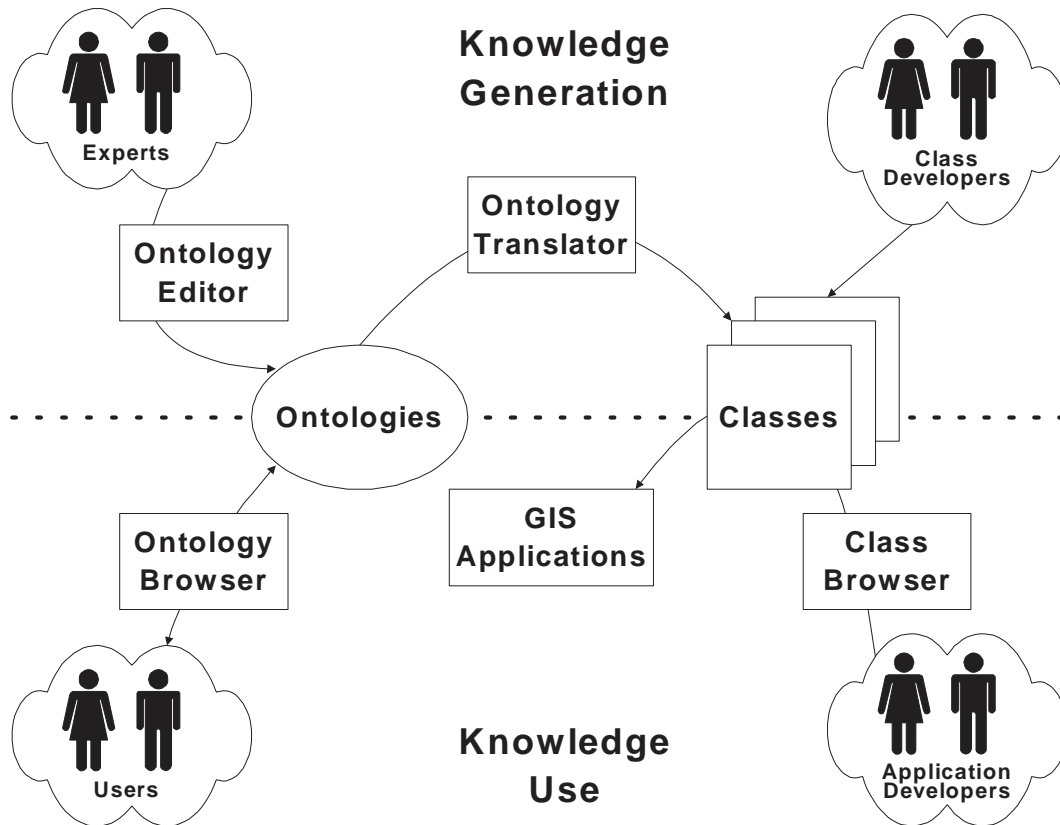 Knowledge
Generation
Experts
Class
Developers
Ontology
Editor
Ontology
Translator
Ontologies
Classes
Ontology
Browser
GIS
Applications
Class
Browser
Users
Knowledge
Use
Application
Developers